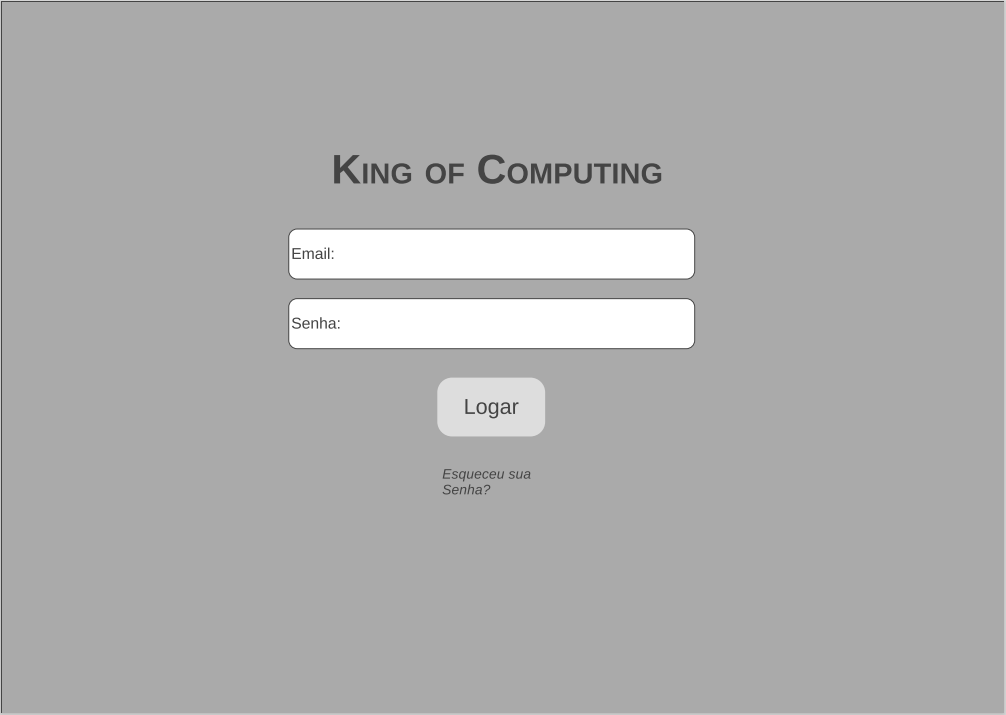 King of Computing
Email:
Senha:
Logar
Esqueceu sua
Senha?